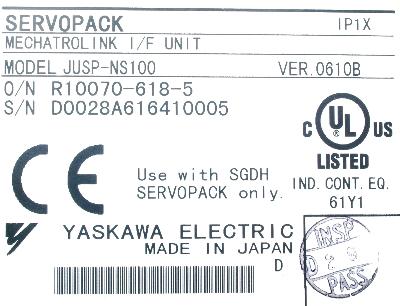 SERVOPACK IP1X
MECHATROLINK I/F UNIT
MODEL JUSP-NS100 VER.0610B
O/N R10070-618-5
S/N D0028A616410005
C UL US
LISTED
IND. CONT. EQ.
61Y1
CE
Use with SGDH
SERVOPACK only.
YASKAWA ELECTRIC
MADE IN JAPAN
D
INSP
PASS